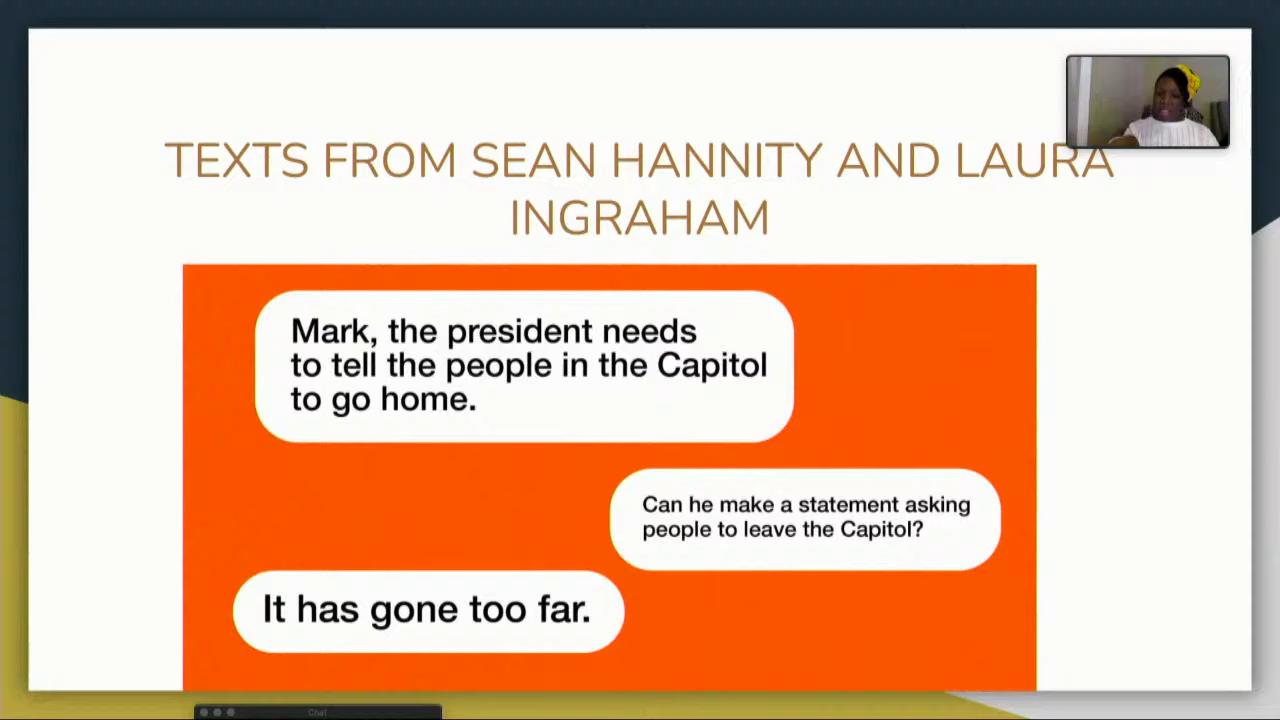 TEXTS FROM SEAN HANNITY AND LAURA
INGRAHAM
Mark, the president needs
to tell the people in the Capitol
to go home.
Can he make a statement asking
people to leave the Capitol?
It has gone too far.
Chat